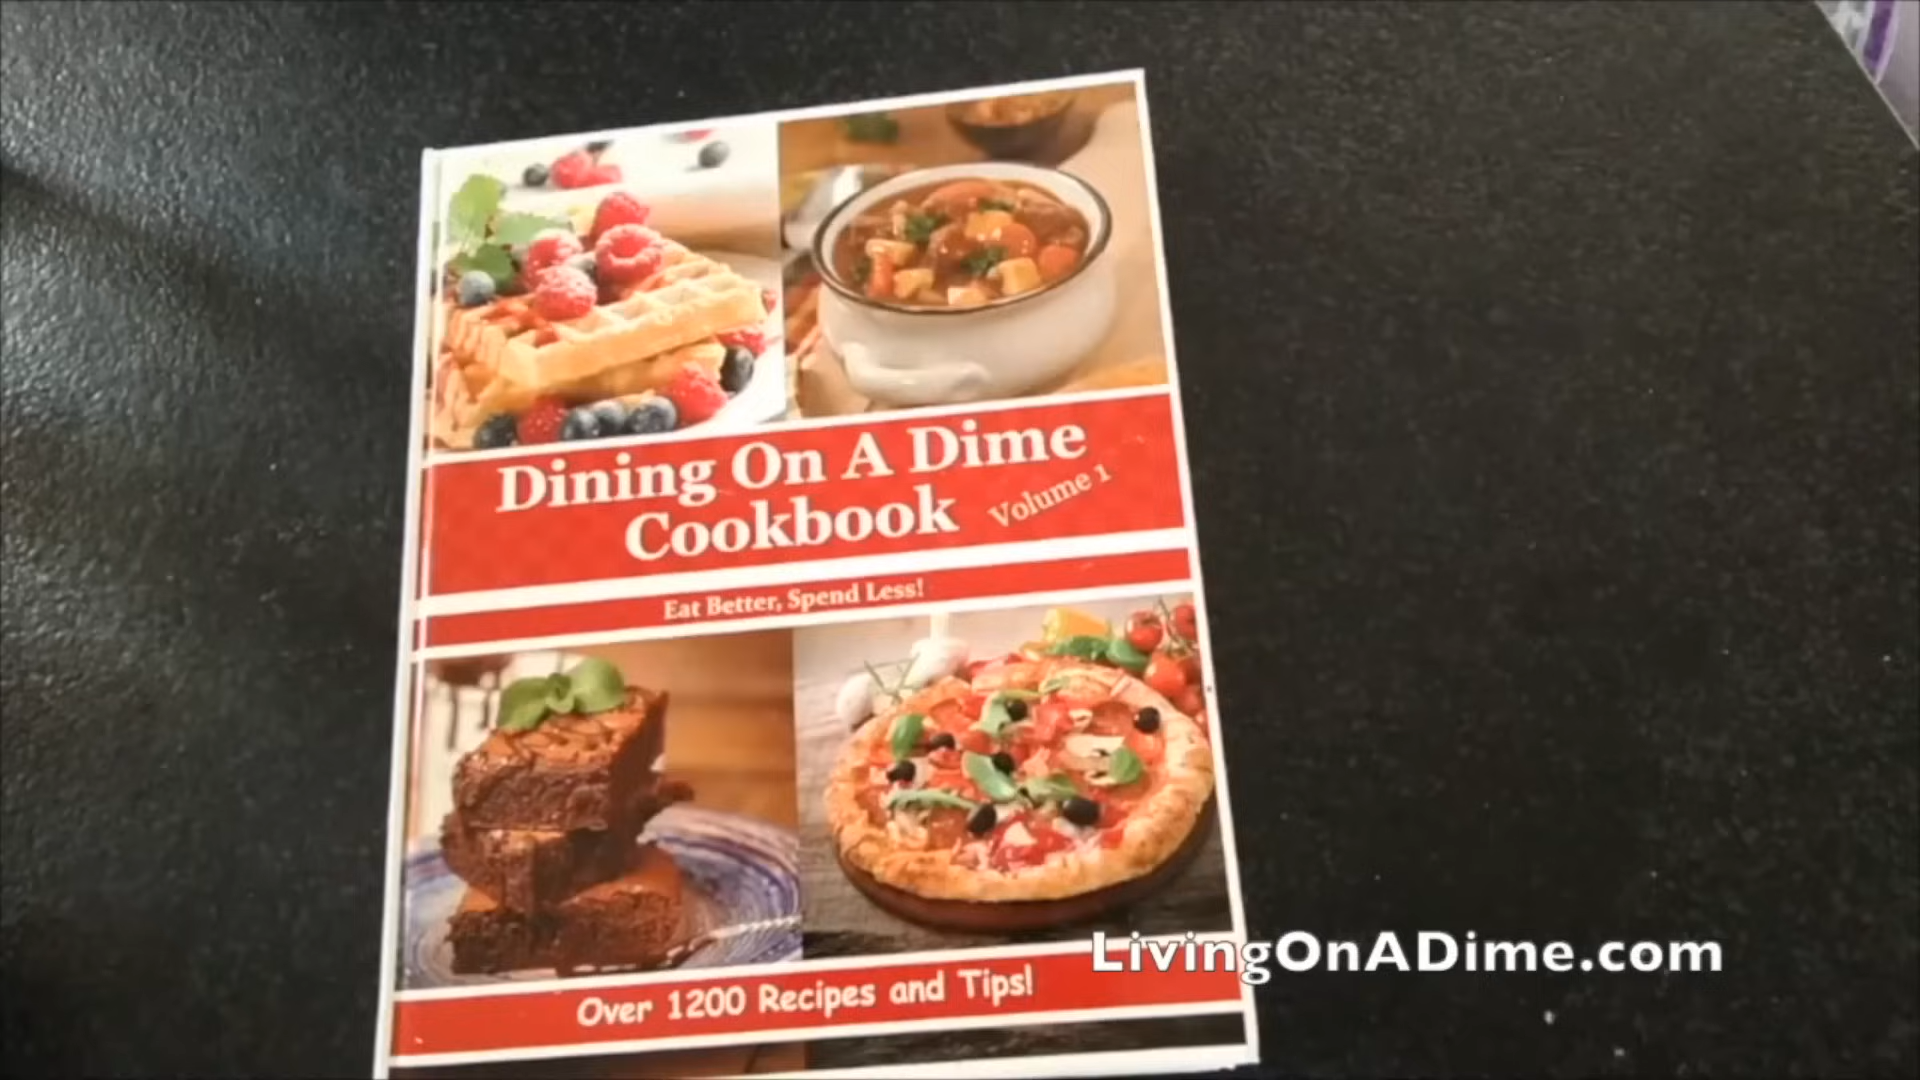 Dining On A Dime
Cookbook Volume 1
Eat Better, Spend Less!
Over 1200 Recipes and Tips!
LivingOnADime.com